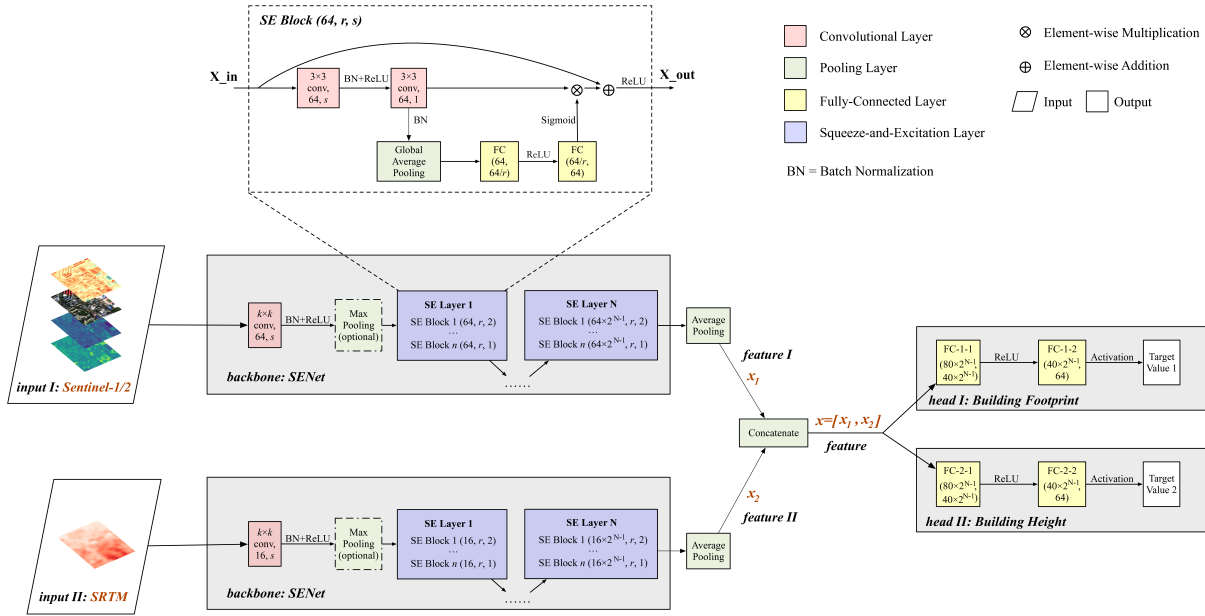 SE Block (64, r, s)
X_in
3×3
conv,
64, s
BN+ReLU
3×3
conv,
64, 1
ReLU
X_out
BN
Sigmoid
Global
Average
Pooling
FC
(64,
64/r)
ReLU
FC
(64/r,
64)
Convolutional Layer
Pooling Layer
Fully-Connected Layer
Squeeze-and-Excitation Layer
BN = Batch Normalization
Element-wise Multiplication
Element-wise Addition
Input
Output
input I: Sentinel-1/2
k×k
conv,
64, s
BN+ReLU
Max
Pooling
(optional)
SE Layer 1
SE Block 1 (64, r, 2)
...
SE Block n (64, r, 1)
......
SE Layer N
SE Block 1 (64×2^N-1, r, 2)
...
SE Block n (64×2^N-1, r, 1)
backbone: SENet
Average
Pooling
feature I
x1
input II: SRTM
k×k
conv,
16, s
BN+ReLU
Max
Pooling
(optional)
SE Layer 1
SE Block 1 (16, r, 2)
...
SE Block n (16, r, 1)
......
SE Layer N
SE Block 1 (16×2^N-1, r, 2)
...
SE Block n (16×2^N-1, r, 1)
backbone: SENet
Average
Pooling
x2
feature II
Concatenate
x=[x1, x2]
feature
FC-1-1
(80×2^N-1,
40×2^N-1)
ReLU
FC-1-2
(40×2^N-1,
64)
Activation
Target
Value 1
head I: Building Footprint
FC-2-1
(80×2^N-1,
40×2^N-1)
ReLU
FC-2-2
(40×2^N-1,
64)
Activation
Target
Value 2
head II: Building Height